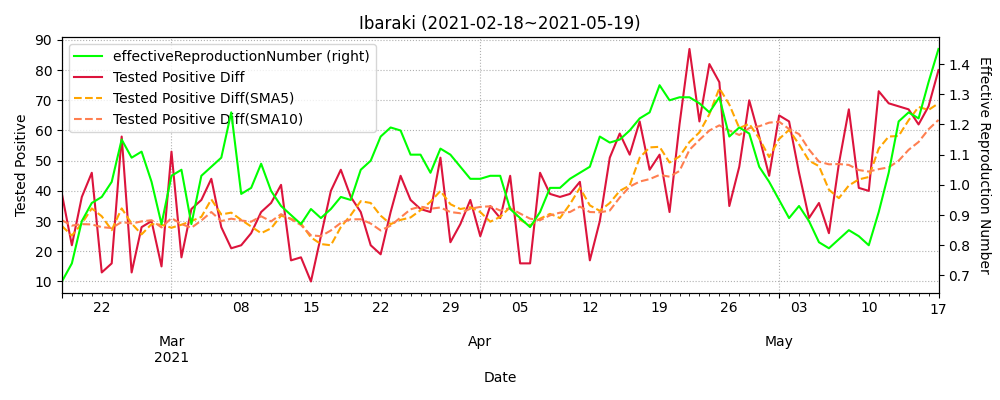 Ibaraki (2021-02-18~2021-05-19)
effectiveReproductionNumber (right)
Tested Positive Diff
Tested Positive Diff(SMA5)
Tested Positive Diff(SMA10)
Tested Positive
90
80
70
60
50
40
30
20
10
Effective Reproduction Number
1.4
1.3
1.2
1.1
1.0
0.9
0.8
0.7
22 08 15 22 29 05 12 19 26 03 10 17
Mar Apr May
2021
Date